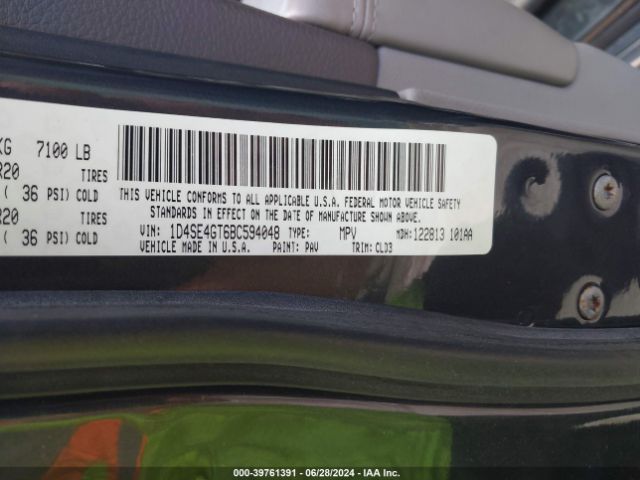 KG 7100 LB
R20 TIRES
( 36 PSI) COLD
R20 TIRES
( 36 PSI) COLD
THIS VEHICLE CONFORMS TO ALL APPLICABLE U.S.A. FEDERAL MOTOR VEHICLE SAFETY
STANDARDS IN EFFECT ON THE DATE OF MANUFACTURE SHOWN ABOVE.
VIN: 1D4SE4GT6BC594048 TYPE: MPV MDH: 122813 101AA
VEHICLE MADE IN U.S.A. PAINT: PAV TRIM: CLD3
000-39761391 - 06/28/2024 - IAA Inc.